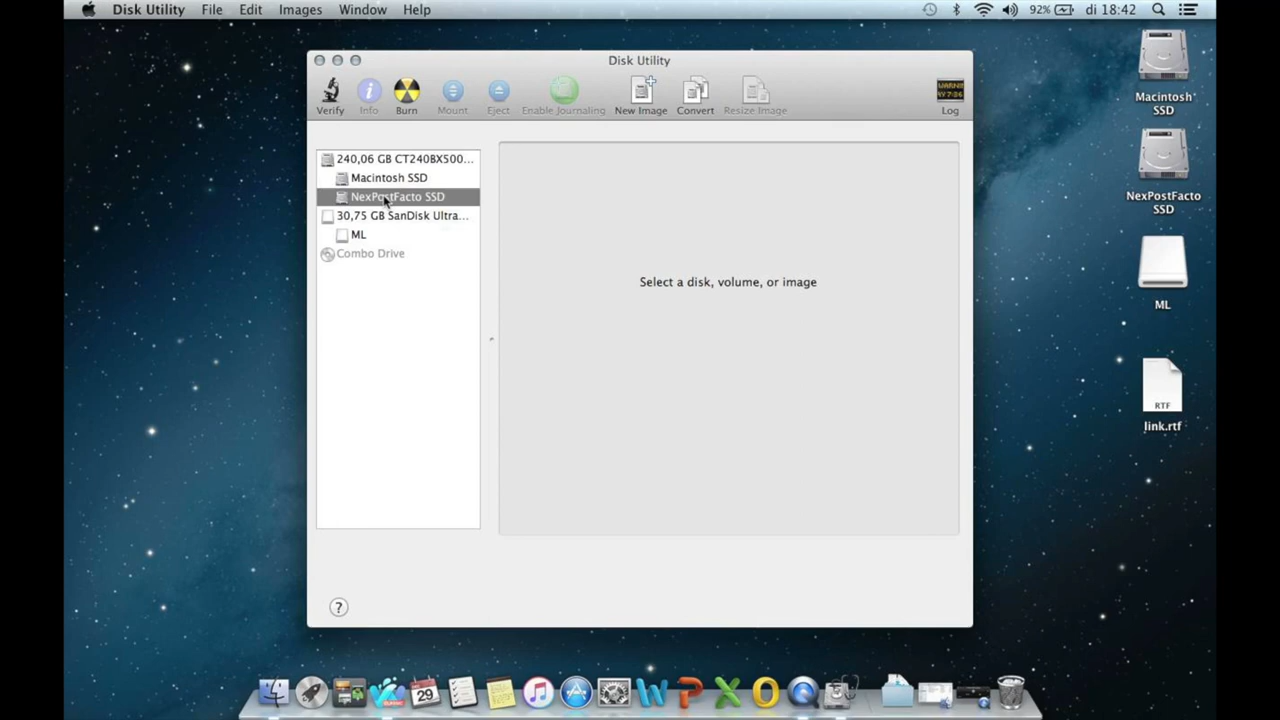 Disk Utility File Edit Images Window Help 92% di 18:42
Disk Utility
Verify Info Burn Mount Eject Enable Journaling New Image Convert Resize Image Log
240,06 GB CT240BX500...
Macintosh SSD
NexPostFacto SSD
30,75 GB SanDisk Ultra...
ML
Combo Drive
Select a disk, volume, or image
?
Macintosh
SSD
NexPostFacto
SSD
ML
RTF
link.rtf
29